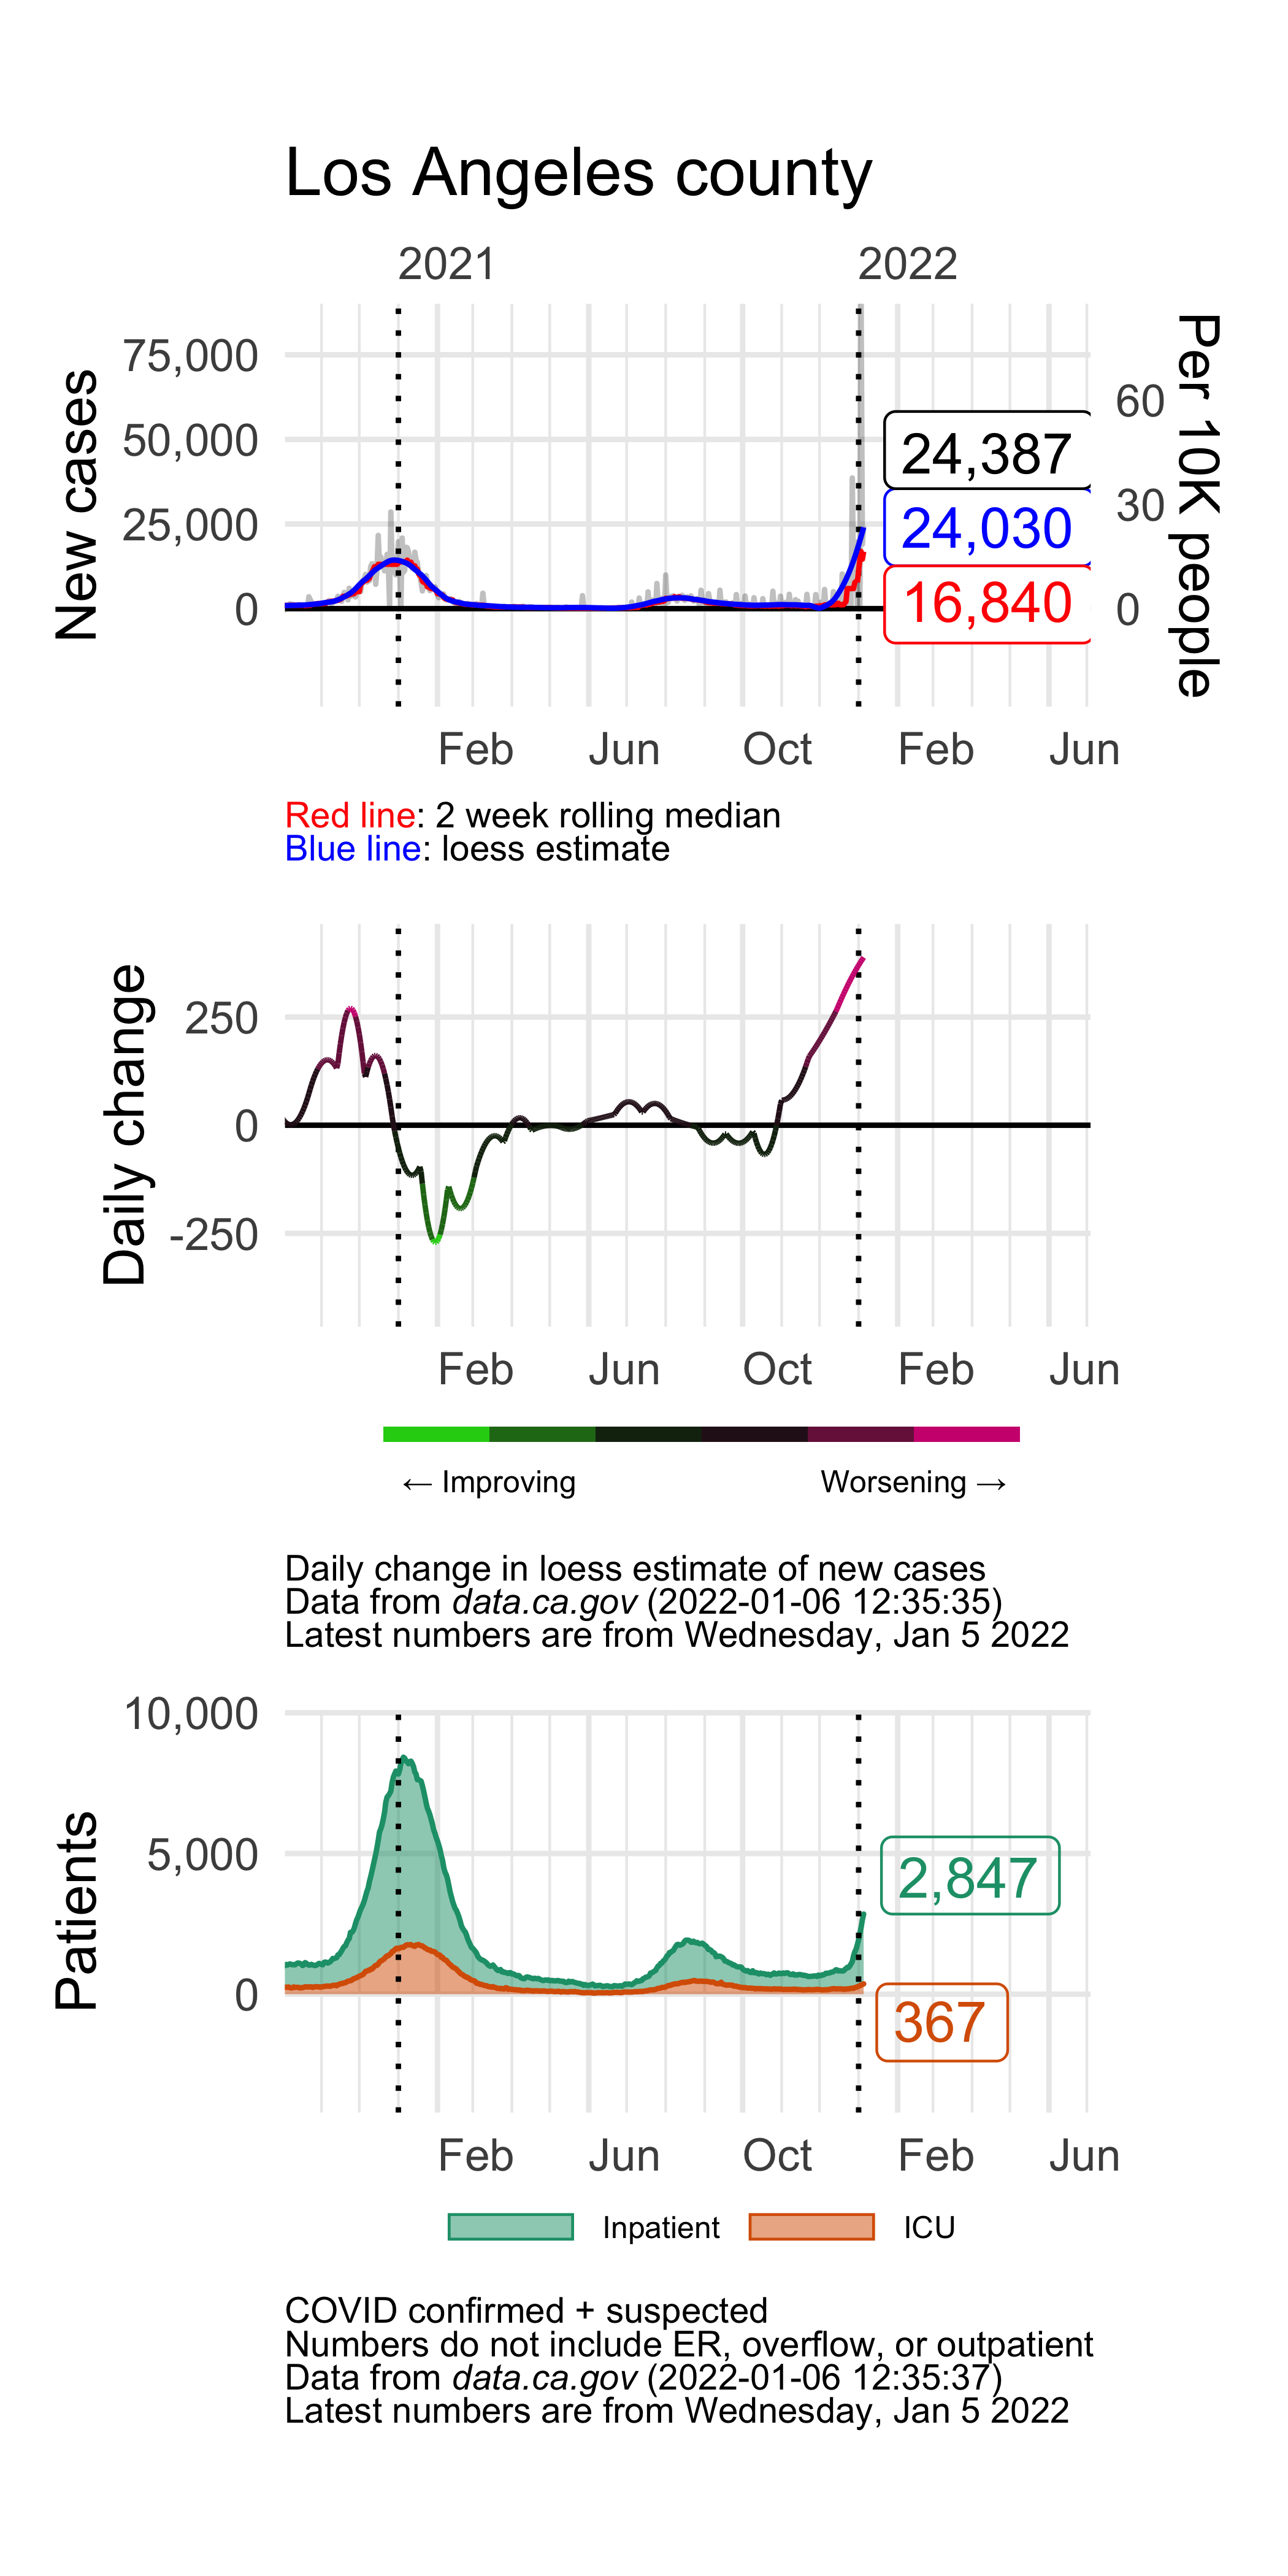 Los Angeles county
2021 2022
New cases
75,000
50,000
25,000
0
24,387
24,030
16,840
60
30
0
Per 10K people
Feb Jun Oct Feb Jun
Red line: 2 week rolling median
Blue line: loess estimate
Daily change
250
0
-250
Feb Jun Oct Feb Jun
← Improving Worsening →
Daily change in loess estimate of new cases
Data from data.ca.gov (2022-01-06 12:35:35)
Latest numbers are from Wednesday, Jan 5 2022
Patients
10,000
5,000
0
2,847
367
Feb Jun Oct Feb Jun
Inpatient ICU
COVID confirmed + suspected
Numbers do not include ER, overflow, or outpatient
Data from data.ca.gov (2022-01-06 12:35:37)
Latest numbers are from Wednesday, Jan 5 2022